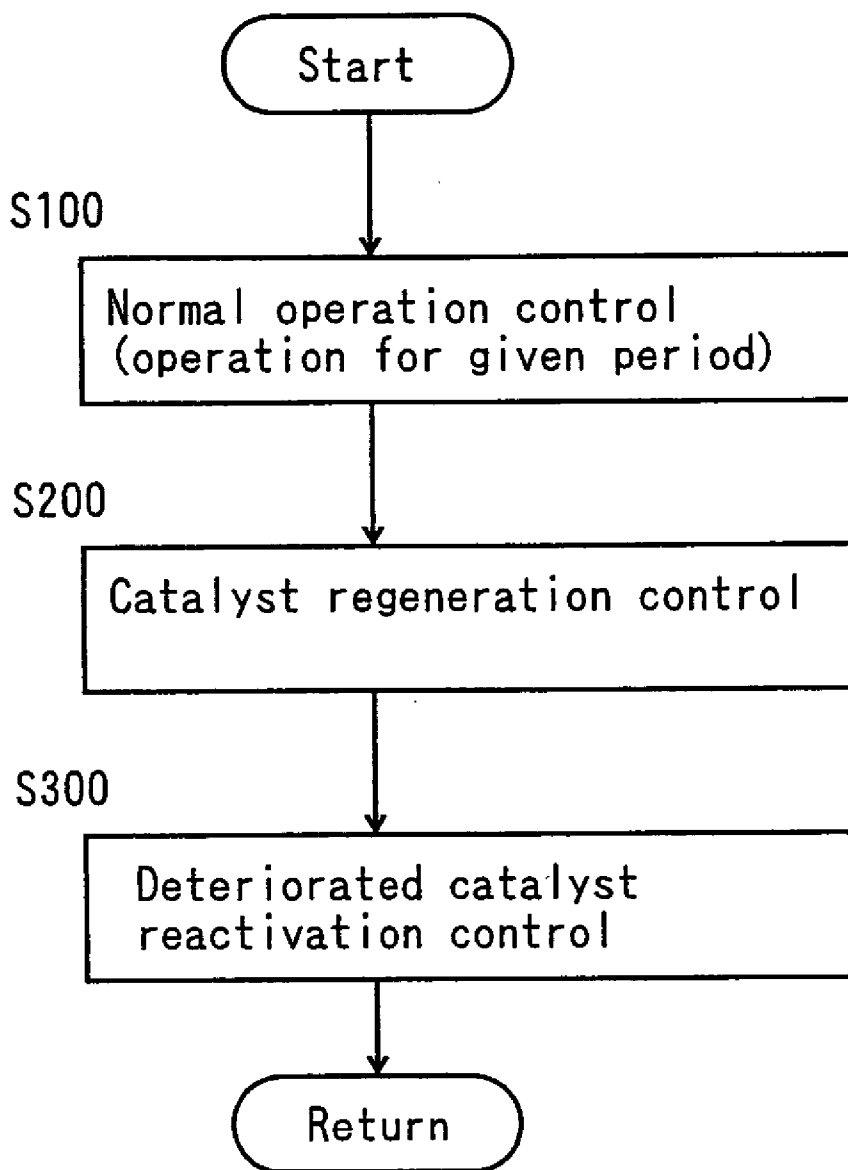 Start
S100
Normal operation control
(operation for given period)
S200
Catalyst regeneration control
S300
Deteriorated catalyst
reactivation control
Return